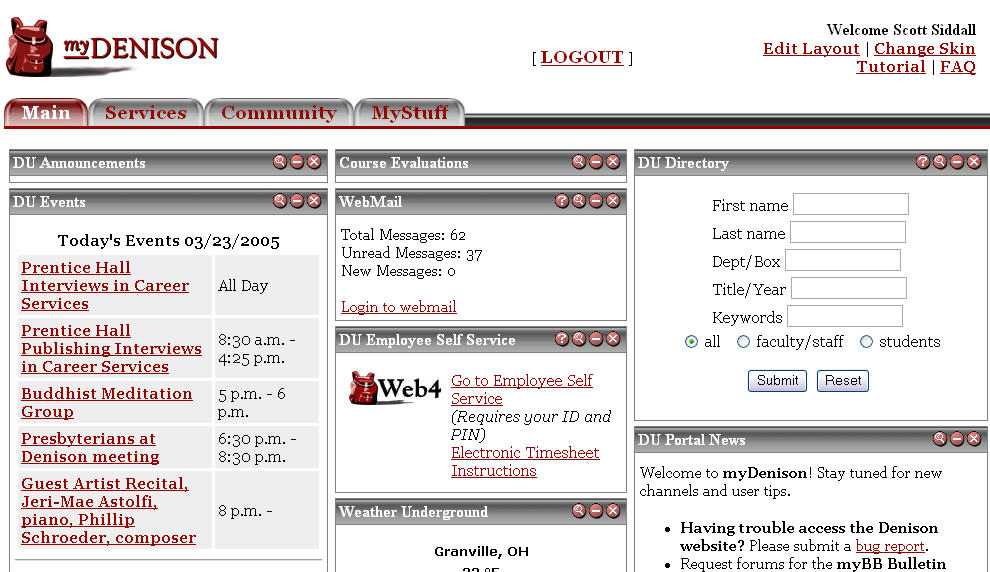 myDENISON
[ LOGOUT ]
Welcome Scott Siddall
Edit Layout | Change Skin
Tutorial | FAQ
Main
Services
Community
MyStuff
DU Announcements
DU Events
Today's Events 03/23/2005
Prentice Hall
Interviews in Career
Services
All Day
Prentice Hall
Publishing Interviews
in Career Services
8:30 a.m. -
4:25 p.m.
Buddhist Meditation
Group
5 p.m. - 6
p.m.
Presbyterians at
Denison meeting
6:30 p.m. -
8:30 p.m.
Guest Artist Recital,
Jeri-Mae Astolfi,
piano, Phillip
Schroeder, composer
8 p.m. -
Course Evaluations
WebMail
Total Messages: 62
Unread Messages: 37
New Messages: 0
Login to webmail
DU Employee Self Service
Web4
Go to Employee Self
Service
(Requires your ID and
PIN)
Electronic Timesheet
Instructions
Weather Underground
Granville, OH
DU Directory
First name
Last name
Dept/Box
Title/Year
Keywords
all
faculty/staff
students
Submit
Reset
DU Portal News
Welcome to myDenison! Stay tuned for new
channels and user tips.
• Having trouble access the Denison
website? Please submit a bug report.
• Request forums for the myBB Bulletin